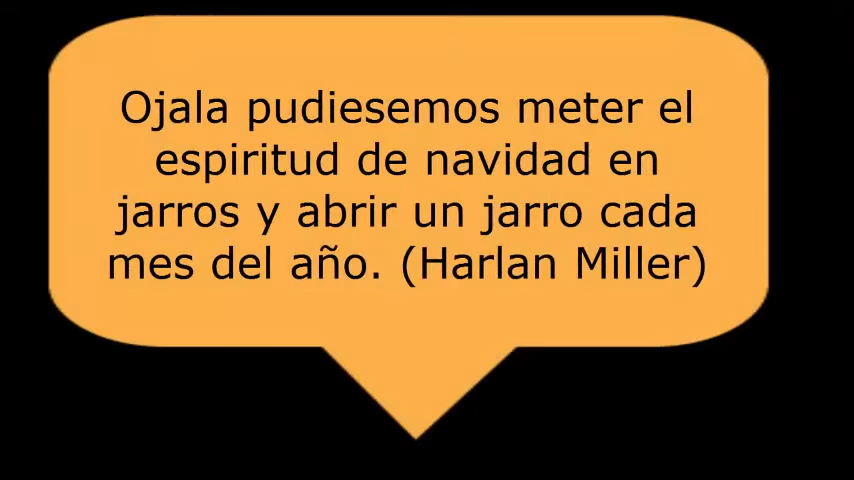 Ojala pudiesemos meter el
espiritud de navidad en
jarros y abrir un jarro cada
mes del año. (Harlan Miller)